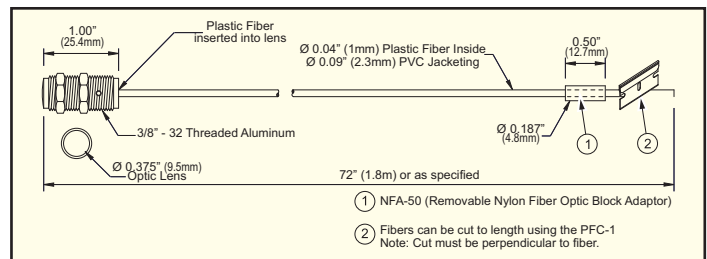 1.00”
(25.4mm)
Plastic Fiber
inserted into lens
Ø 0.04” (1mm) Plastic Fiber Inside
Ø 0.09” (2.3mm) PVC Jacketing
0.50”
(12.7mm)
3/8” - 32 Threaded Aluminum
Ø 0.187”
(4.8mm)
1
2
Ø 0.375” (9.5mm)
Optic Lens
72” (1.8m) or as specified
1 NFA-50 (Removable Nylon Fiber Optic Block Adaptor)
2 Fibers can be cut to length using the PFC-1
Note: Cut must be perpendicular to fiber.